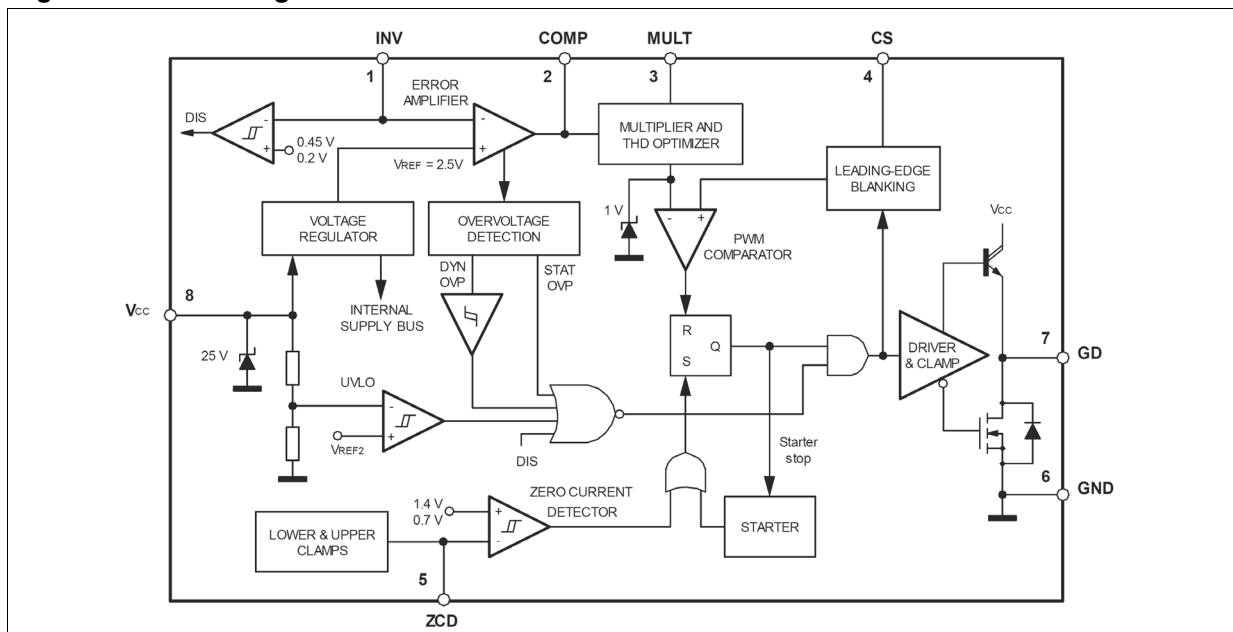 INV
COMP
MULT
CS
1
2
3
4
ERROR
AMPLIFIER
DIS
-
+
0.45 V
0.2 V
-
+
VREF = 2.5V
MULTIPLIER AND
THD OPTIMIZER
LEADING-EDGE
BLANKING
VOLTAGE
REGULATOR
OVERVOLTAGE
DETECTION
1 V
-
+
PWM
COMPARATOR
VCC
DYN
OVP
STAT
OVP
INTERNAL
SUPPLY BUS
VCC
8
25 V
R
S
Q
DRIVER
& CLAMP
7
GD
UVLO
-
+
VREF2
DIS
Starter
stop
6
GND
1.4 V
0.7 V
+
-
ZERO CURRENT
DETECTOR
STARTER
LOWER & UPPER
CLAMPS
5
ZCD